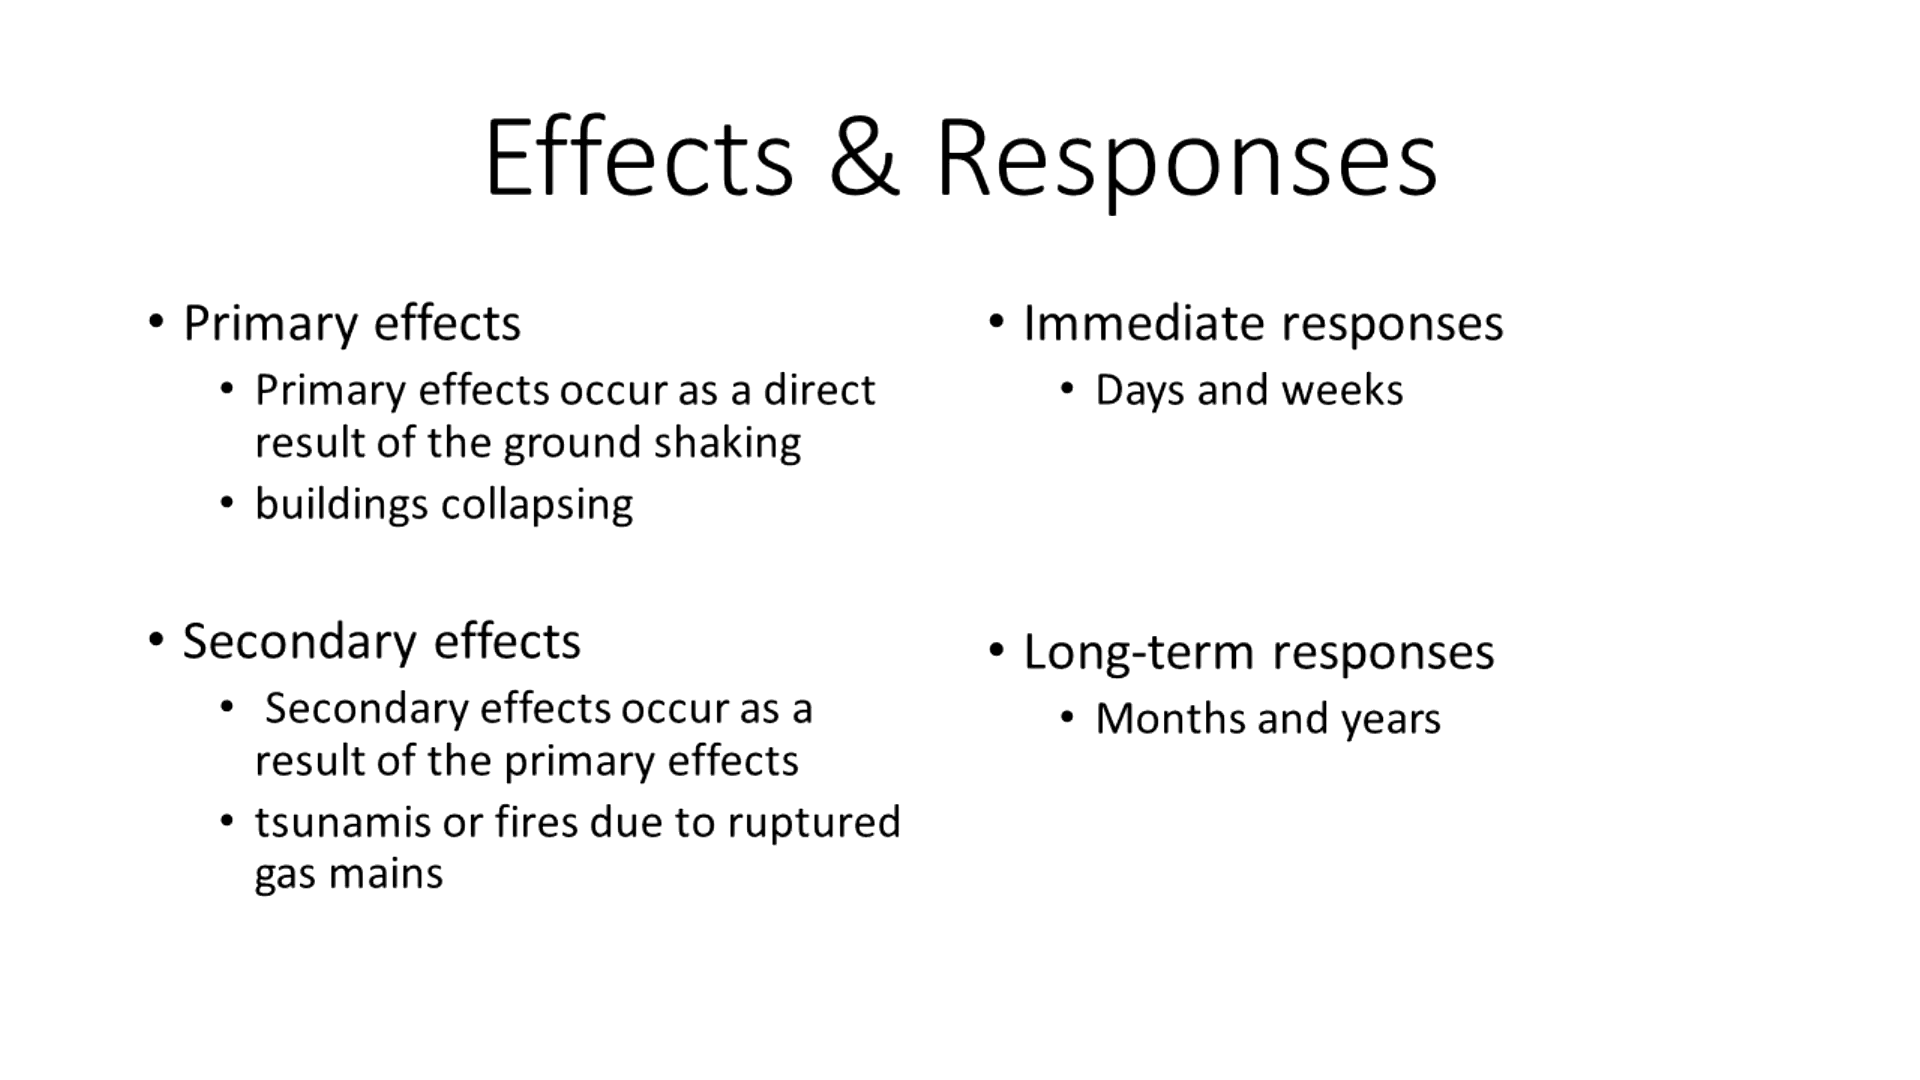 Effects & Responses
• Primary effects
• Primary effects occur as a direct
result of the ground shaking
• buildings collapsing
• Secondary effects
• Secondary effects occur as a
result of the primary effects
• tsunamis or fires due to ruptured
gas mains
• Immediate responses
• Days and weeks
• Long-term responses
• Months and years